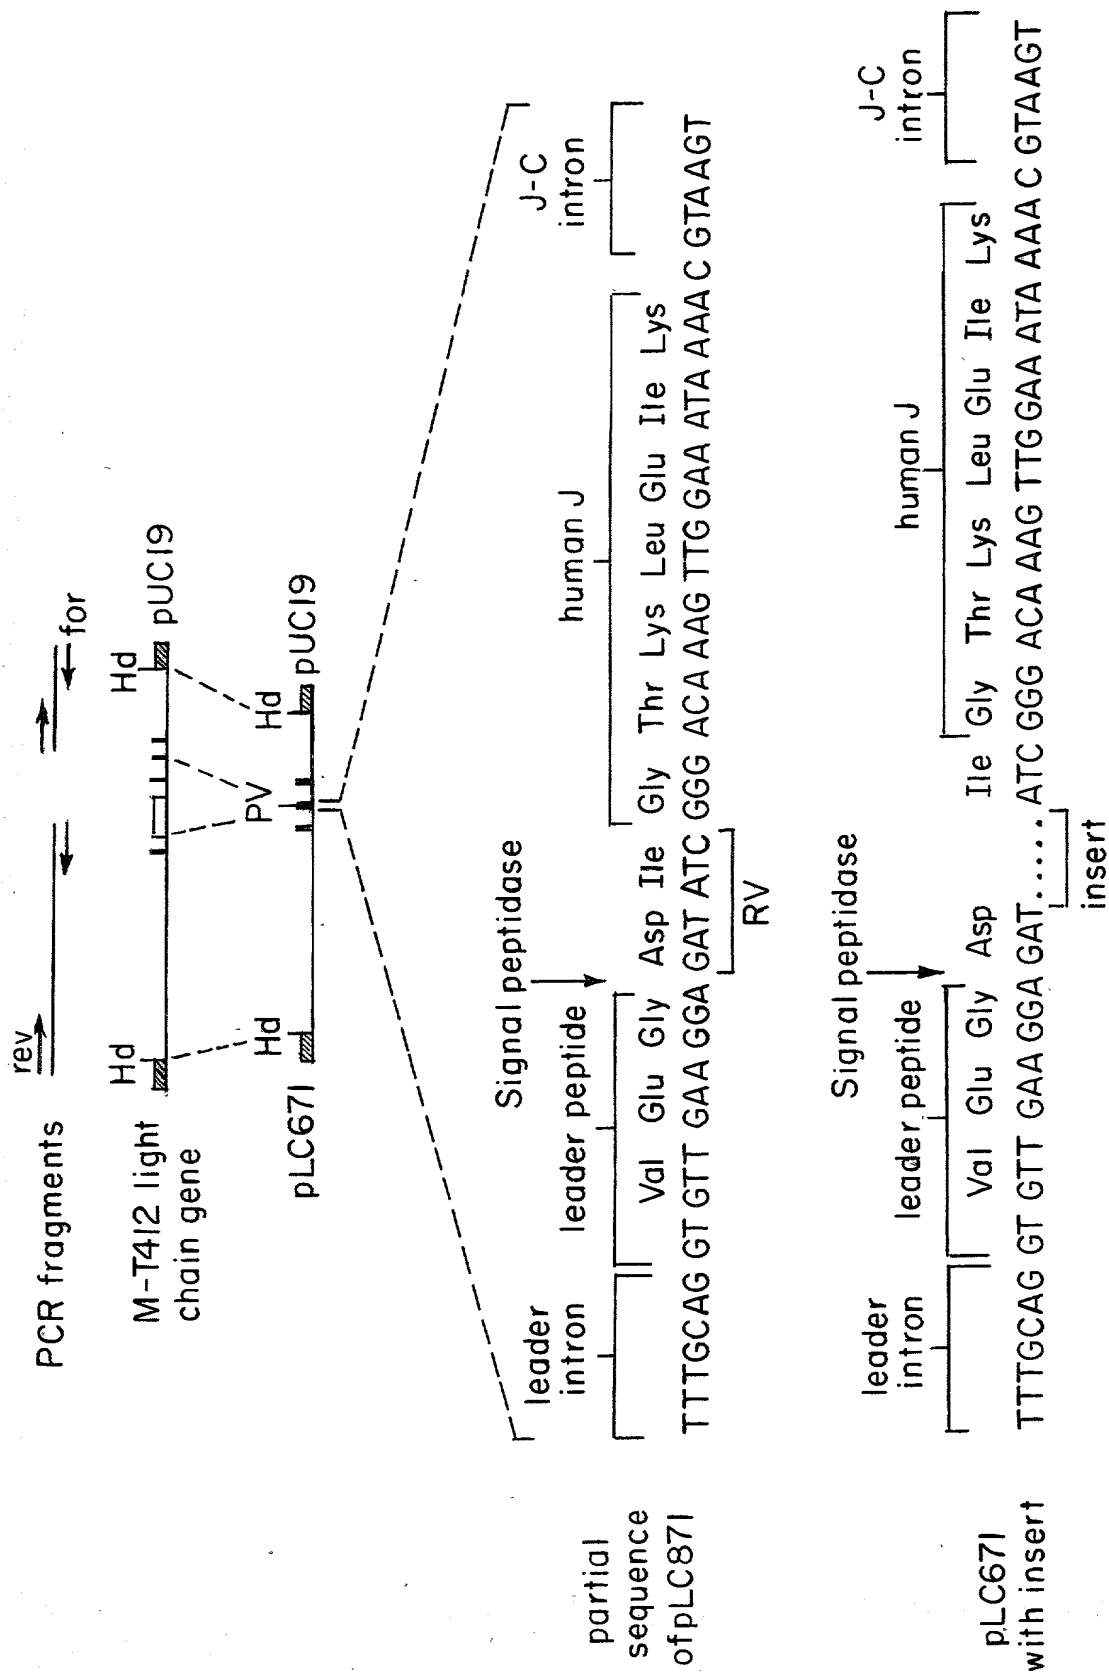 PCR fragments
rev
for
M-T412 light
chain gene
Hd
Hd
pUC19
PV
pLC671
Hd
Hd
pUC19
partial
sequence
of pLC871
leader
intron
leader peptide
Signal peptidase
human J
J-C
intron
Val Glu Gly Asp Ile Gly Thr Lys Leu Glu Ile Lys
TTTGCAG GT GTT GAA GGA GAT ATC GGG ACA AAG TTG GAA ATA AAA C GTAAGT
RV
pLC671
with insert
leader
intron
leader peptide
Signal peptidase
human J
J-C
intron
Val Glu Gly Asp Ile Gly Thr Lys Leu Glu Ile Lys
TTTGCAG GT GTT GAA GGA GAT ..... ATC GGG ACA AAG TTG GAA ATA AAA C GTAAGT
insert